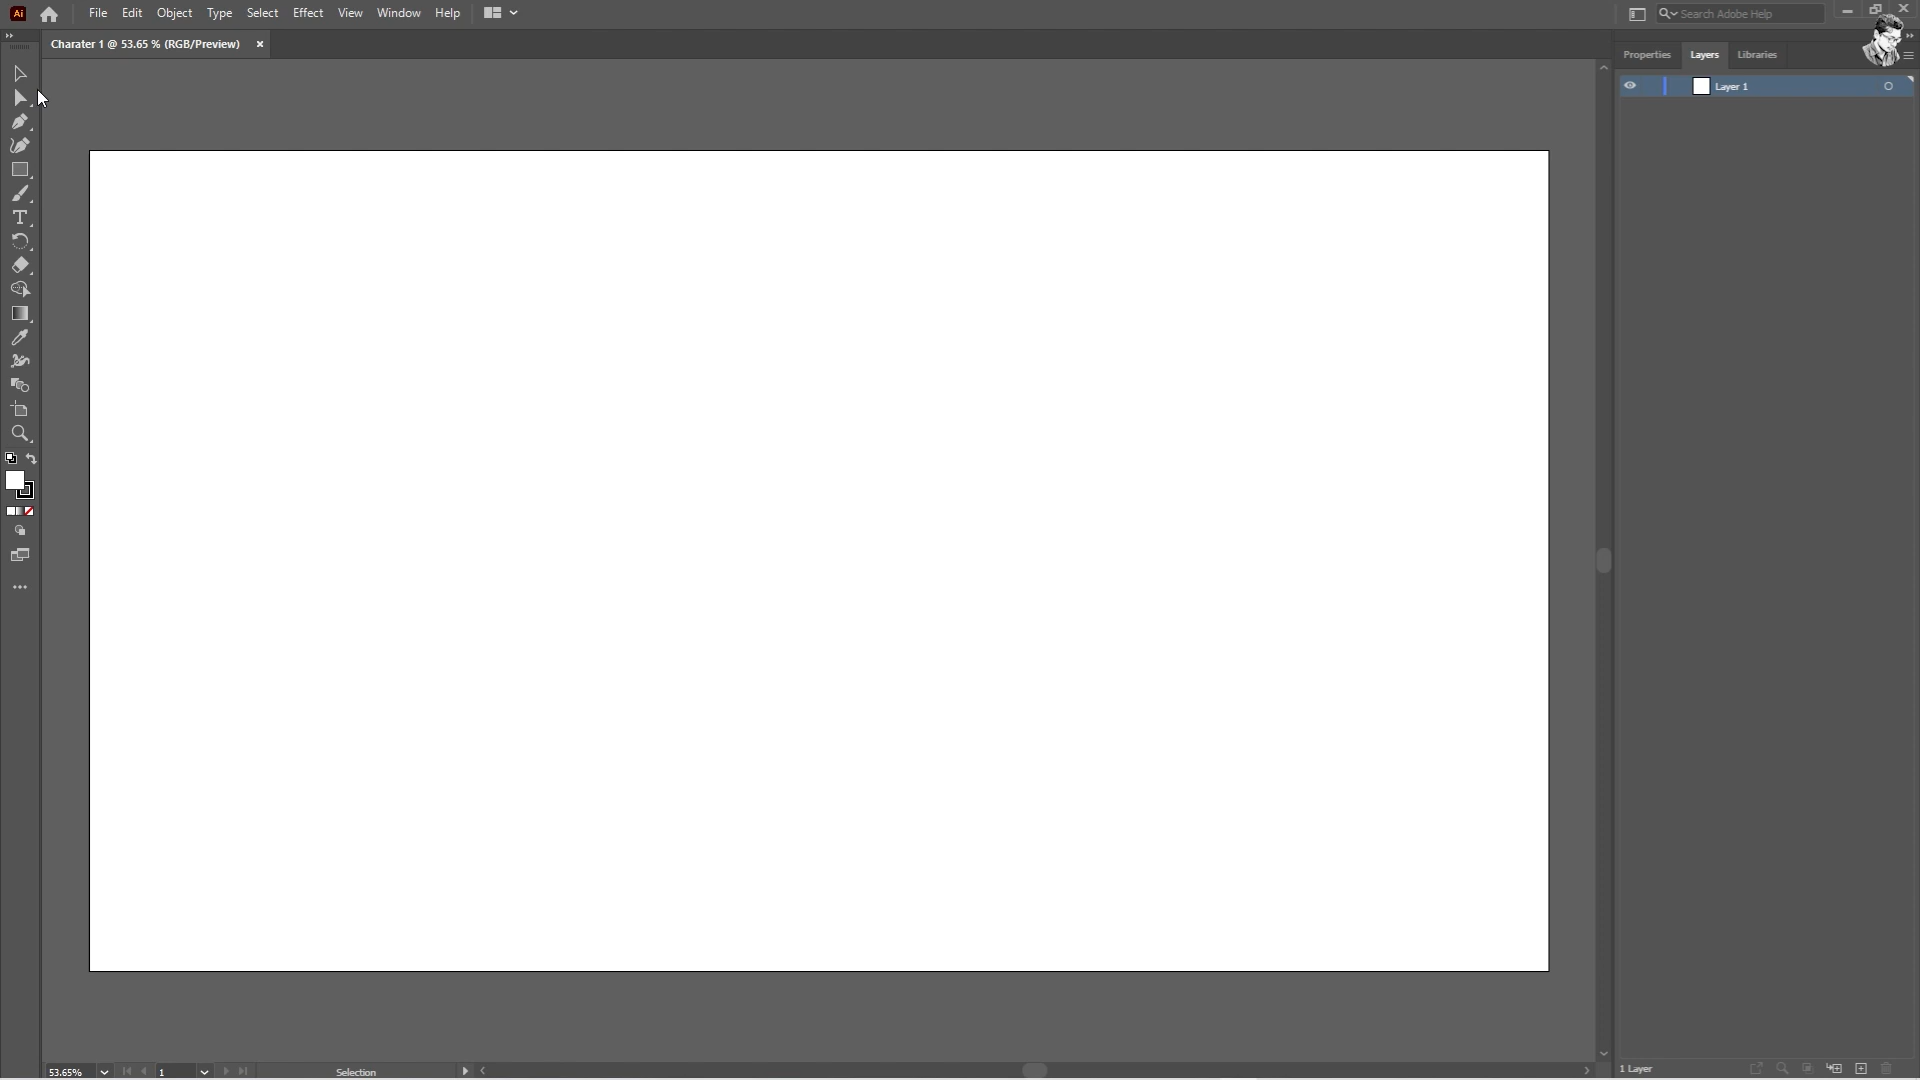 Ai File Edit Object Type Select Effect View Window Help Search Adobe Help
Charater 1 @ 53.65 % (RGB/Preview) ×
Properties Layers Libraries
Layer 1
T
53.65% 1 Selection
1 Layer